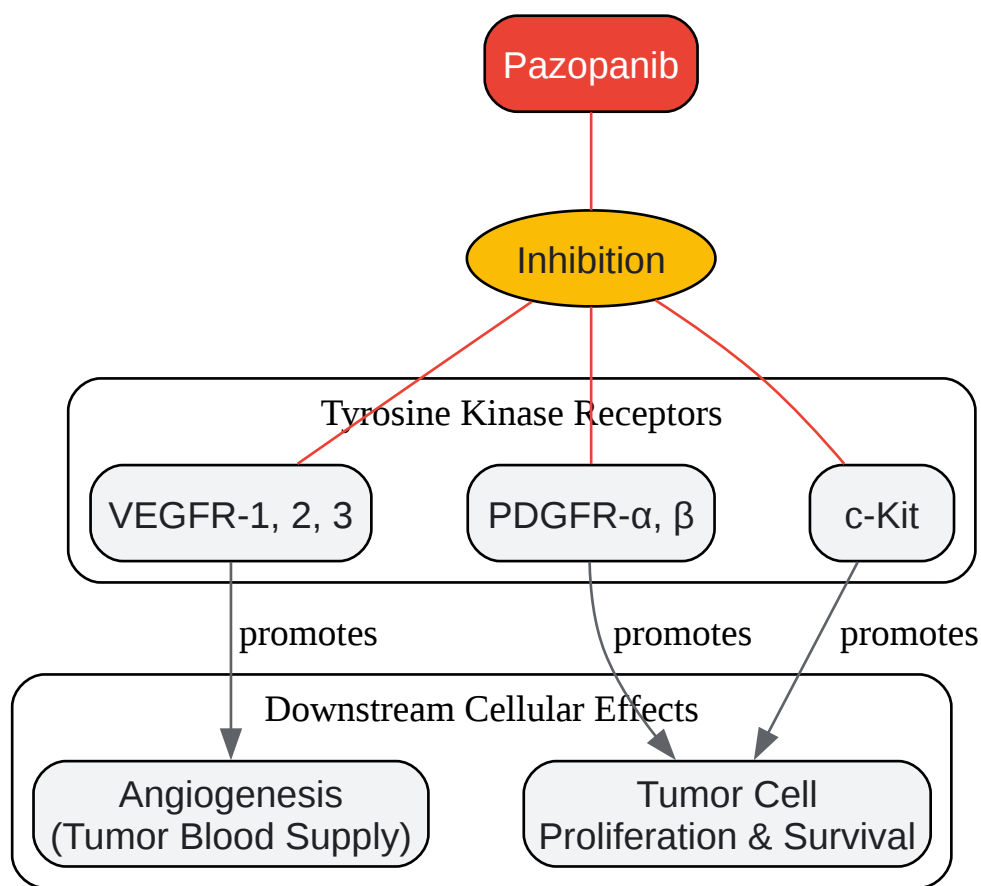 Pazopanib
Inhibition
Tyrosine Kinase Receptors
VEGFR-1, 2, 3
PDGFR-α, β
c-Kit
promotes
promotes
promotes
Downstream Cellular Effects
Angiogenesis
(Tumor Blood Supply)
Tumor Cell
Proliferation & Survival